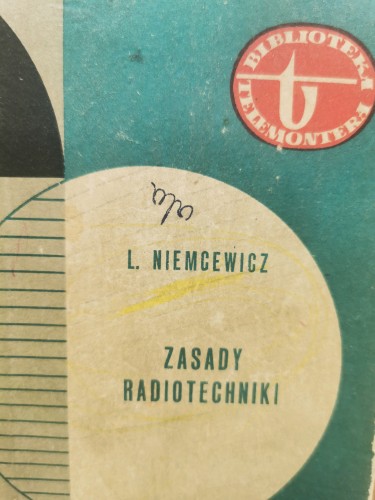 BIBLIOTEKA
TELEMONTERA
t
L. NIEMCEWICZ
ZASADY
RADIOTECHNIKI